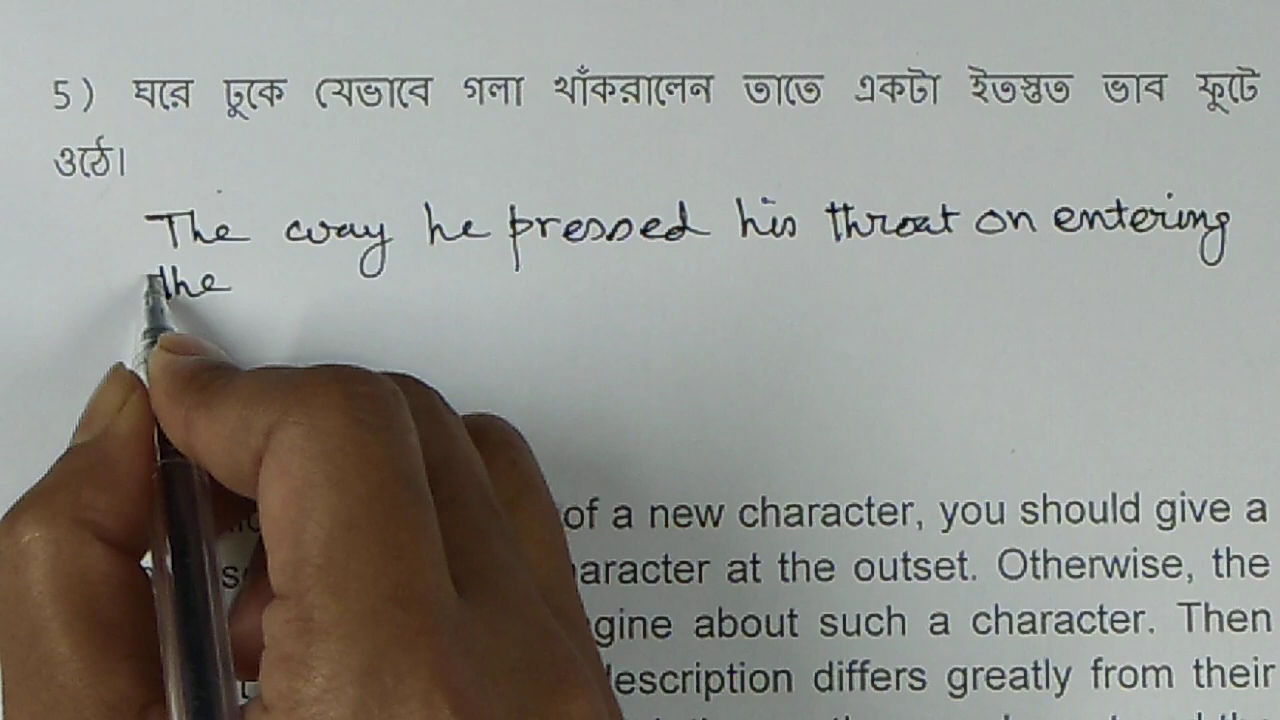 5) ঘরে ঢুকে যেভাবে গলা খাঁকরালেন তাতে একটা ইতস্তত ভাব ফুটে
ওঠে।
The way he pressed his throat on entering
the
of a new character, you should give a
aracter at the outset. Otherwise, the
gine about such a character. Then
escription differs greatly from their